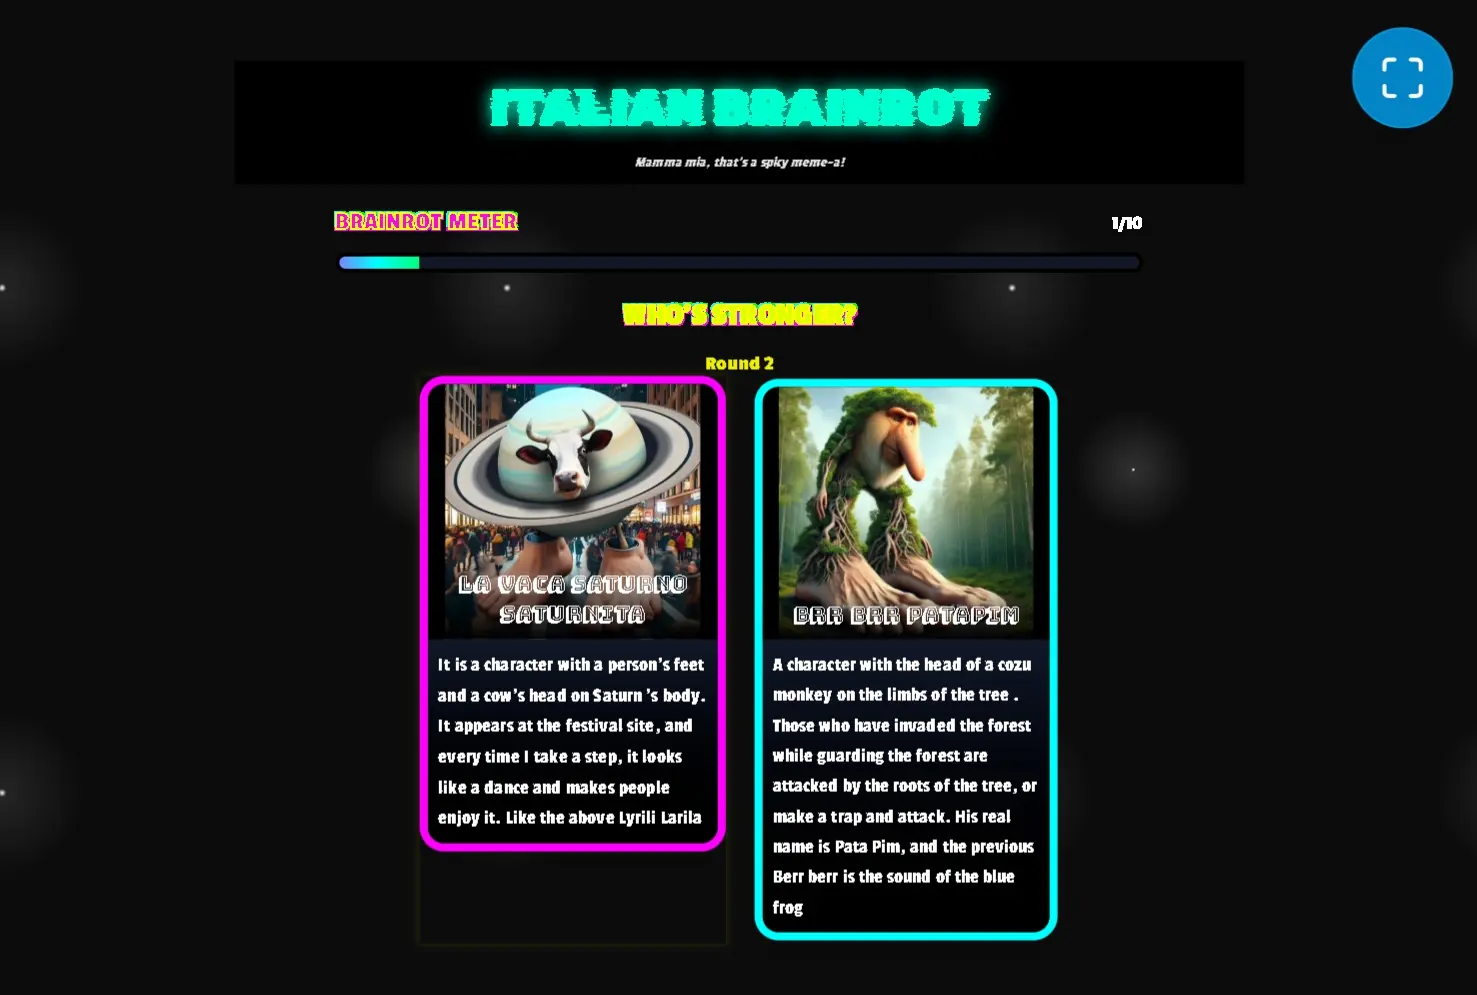 ITALIAN BRAINROT
Mamma mia, that's a spicy meme-a!
BRAINROT METER
1/10
WHO'S STRONGER?
Round 2
LA VACA SATURNO
SATURNITA
It is a character with a person's feet
and a cow's head on Saturn 's body.
It appears at the festival site, and
every time I take a step, it looks
like a dance and makes people
enjoy it. Like the above Lyrili Larila
BRR BRR PATAPIM
A character with the head of a cozu
monkey on the limbs of the tree .
Those who have invaded the forest
while guarding the forest are
attacked by the roots of the tree, or
make a trap and attack. His real
name is Pata Pim, and the previous
Berr berr is the sound of the blue
frog